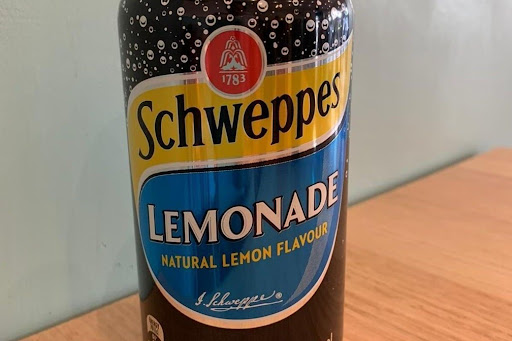 1783
Schweppes
LEMONADE
NATURAL LEMON FLAVOUR
J. Schweppe ®